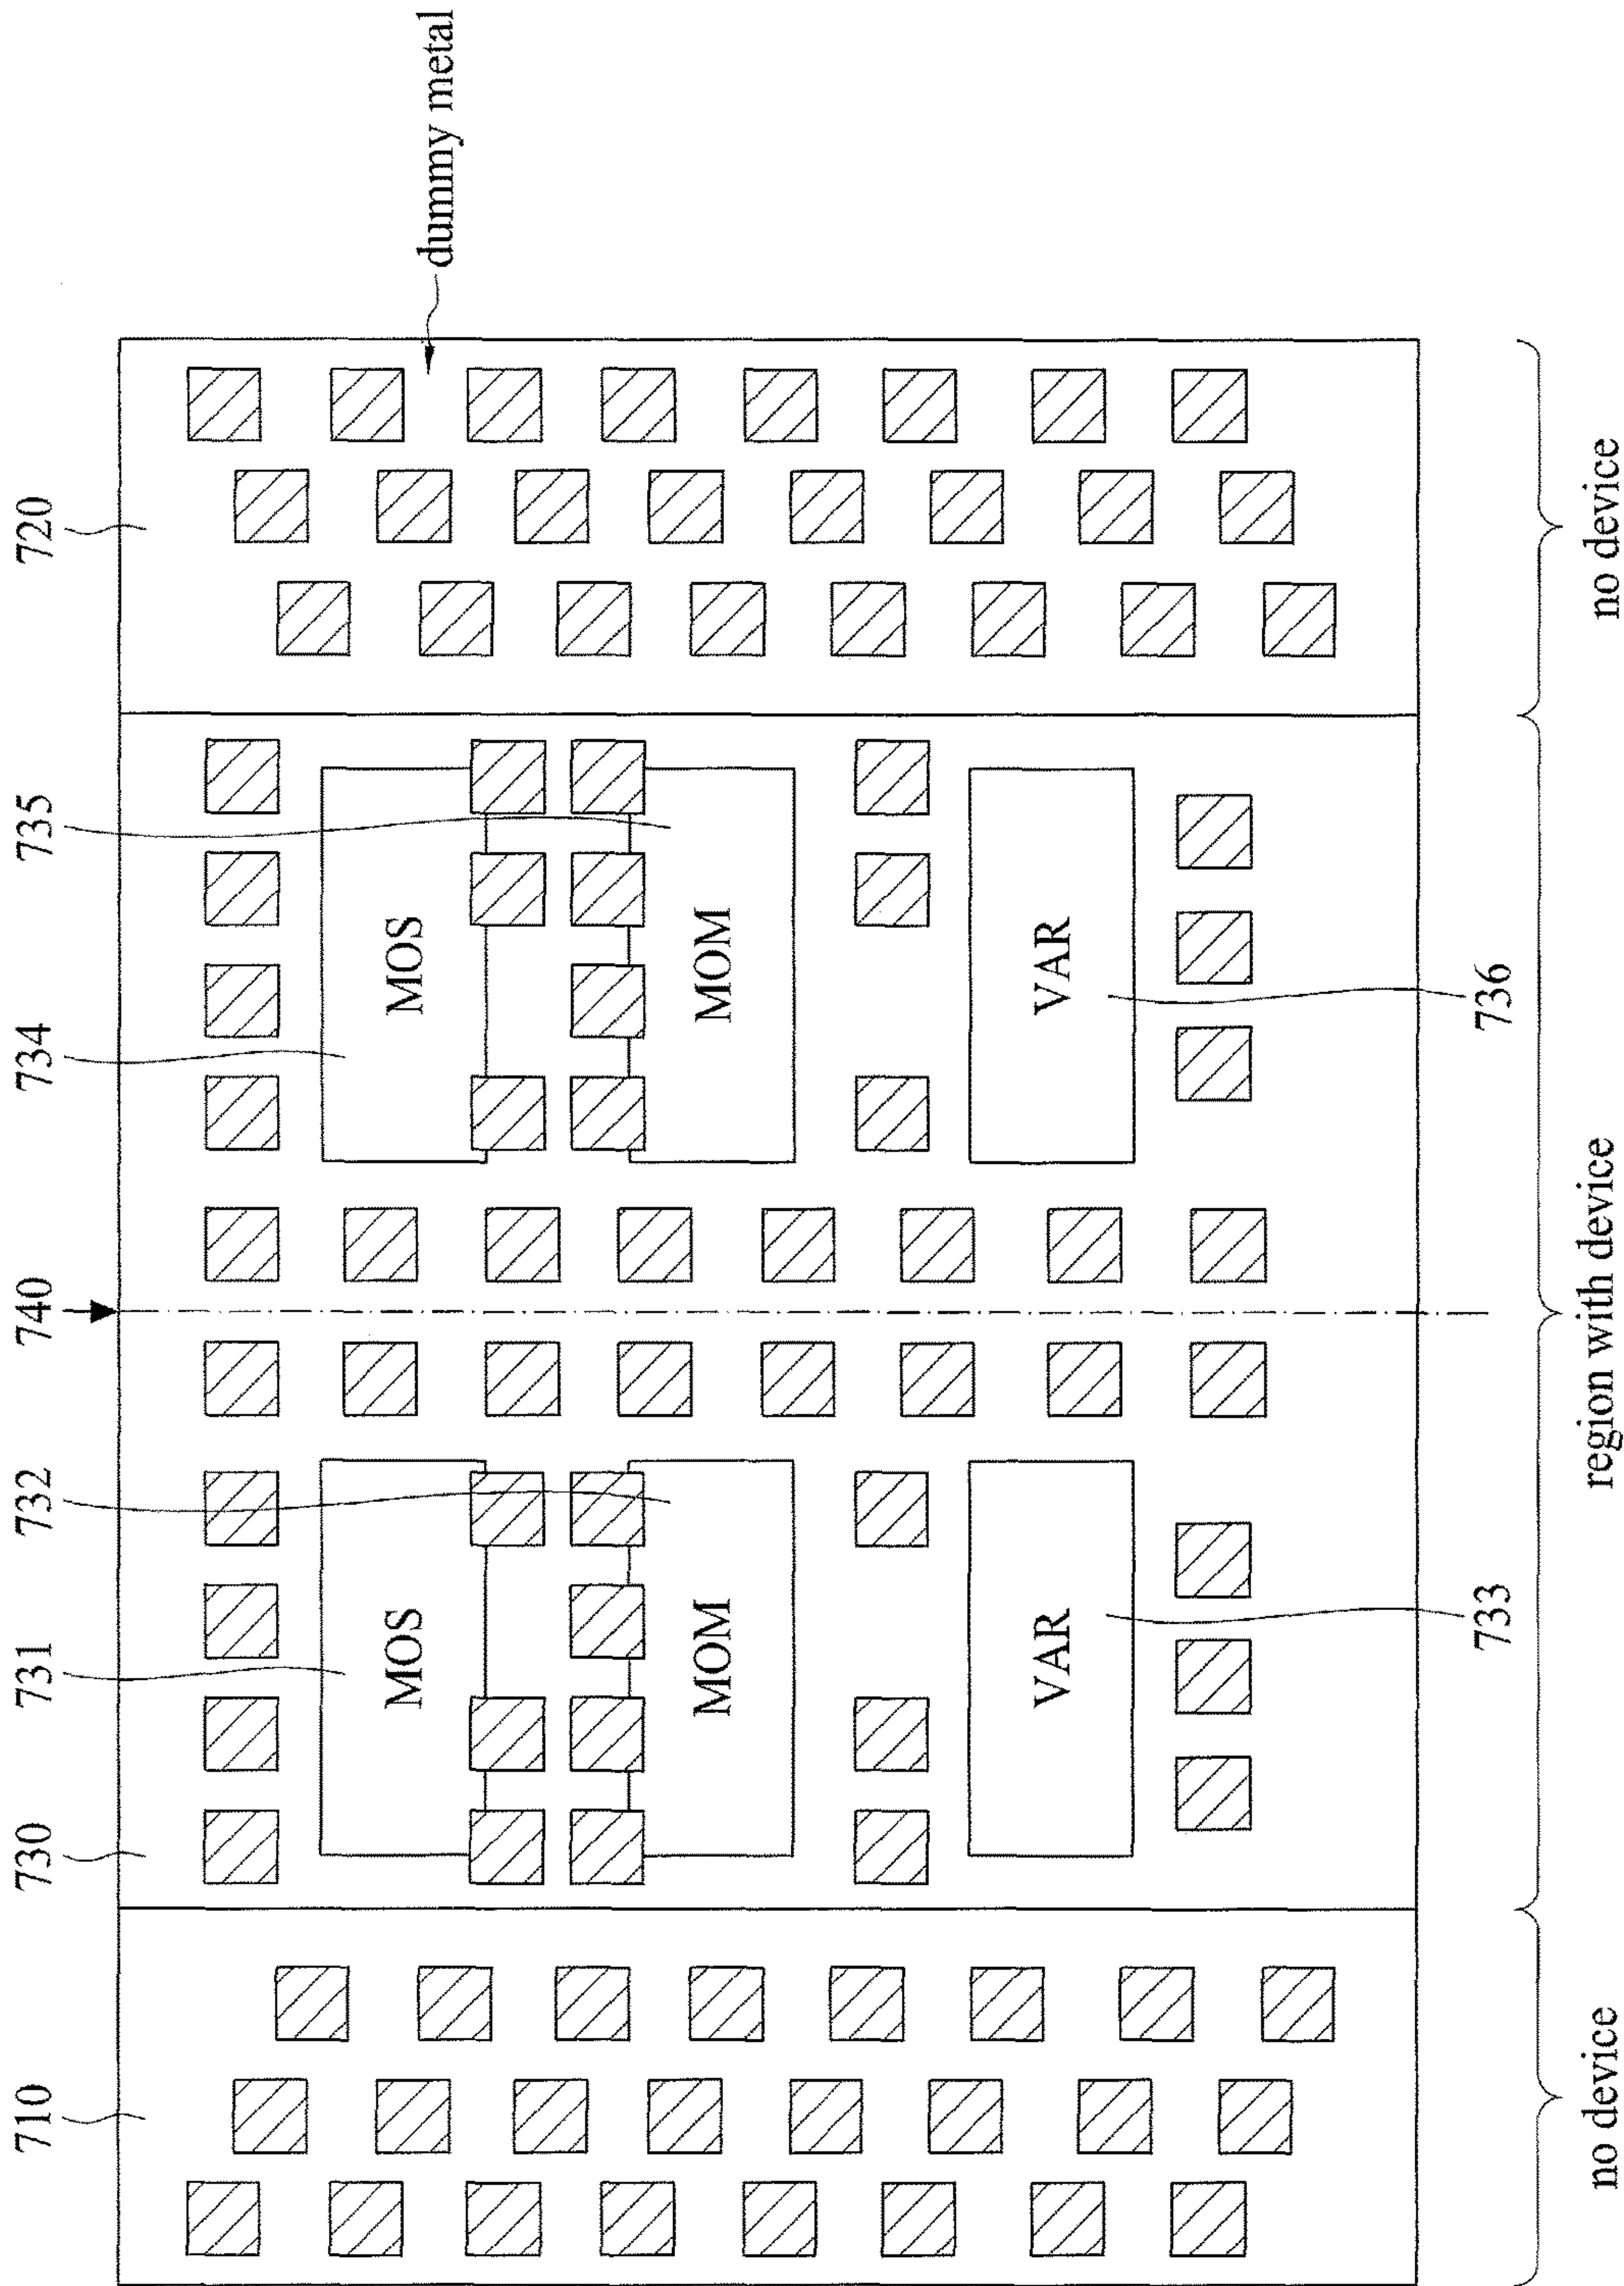 710
730
731
732
740
734
735
720
dummy metal
MOS
MOS
MOM
MOM
VAR
VAR
733
736
no device
region with device
no device